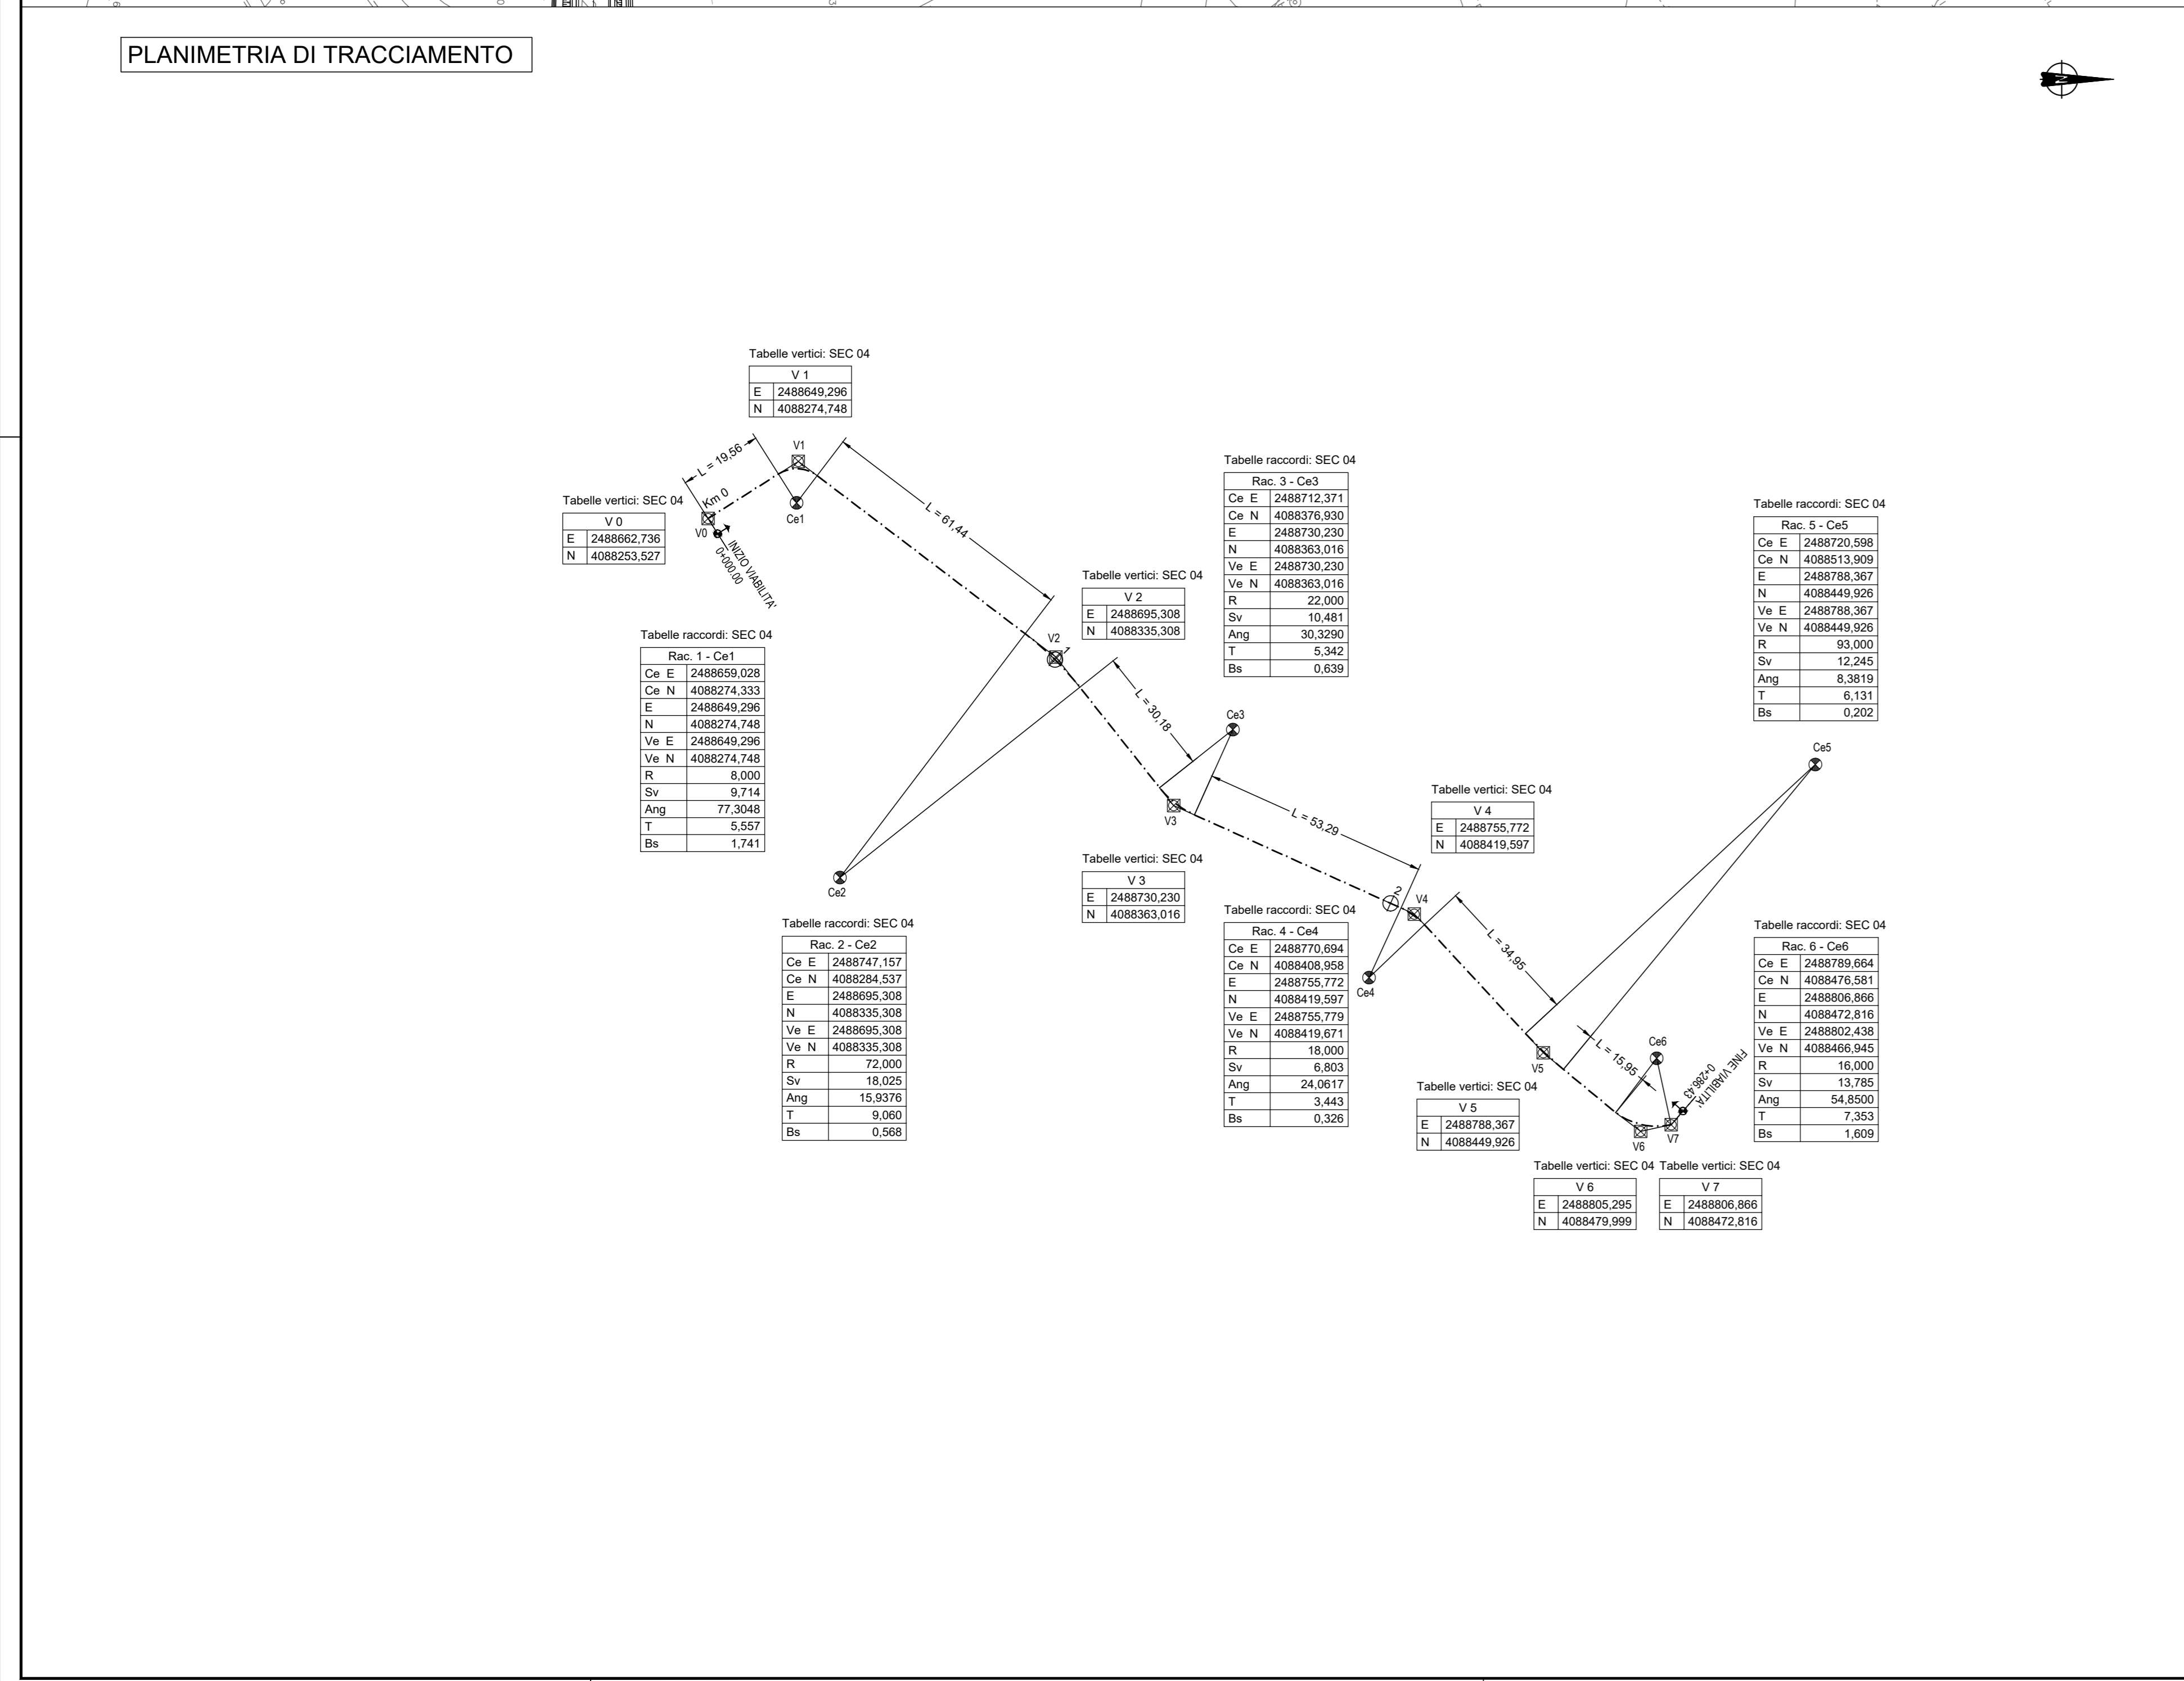 PLANIMETRIA DI TRACCIAMENTO
Tabelle vertici: SEC 04
V 1
E 2488649,296
N 4088274,748
V1
L = 19,56
Km 0
Ce1
Tabelle vertici: SEC 04
V 0
E 2488662,736
N 4088253,527
V0
INIZIO VIABILITA'
0+000.00
L = 61,44
Tabelle raccordi: SEC 04
Rac. 1 - Ce1
Ce E 2488659,028
Ce N 4088274,333
E 2488649,296
N 4088274,748
Ve E 2488649,296
Ve N 4088274,748
R 8,000
Sv 9,714
Ang 77,3048
T 5,557
Bs 1,741
Tabelle vertici: SEC 04
V 2
E 2488695,308
N 4088335,308
V2
1
L = 30,18
Ce2
Tabelle raccordi: SEC 04
Rac. 2 - Ce2
Ce E 2488747,157
Ce N 4088284,537
E 2488695,308
N 4088335,308
Ve E 2488695,308
Ve N 4088335,308
R 72,000
Sv 18,025
Ang 15,9376
T 9,060
Bs 0,568
Tabelle raccordi: SEC 04
Rac. 3 - Ce3
Ce E 2488712,371
Ce N 4088376,930
E 2488730,230
N 4088363,016
Ve E 2488730,230
Ve N 4088363,016
R 22,000
Sv 10,481
Ang 30,3290
T 5,342
Bs 0,639
Ce3
V3
L = 53,29
Tabelle vertici: SEC 04
V 3
E 2488730,230
N 4088363,016
Tabelle vertici: SEC 04
V 4
E 2488755,772
N 4088419,597
2
V4
Ce4
L = 34,95
Tabelle raccordi: SEC 04
Rac. 4 - Ce4
Ce E 2488770,694
Ce N 4088408,958
E 2488755,772
N 4088419,597
Ve E 2488755,779
Ve N 4088419,671
R 18,000
Sv 6,803
Ang 24,0617
T 3,443
Bs 0,326
Tabelle raccordi: SEC 04
Rac. 5 - Ce5
Ce E 2488720,598
Ce N 4088513,909
E 2488788,367
N 4088449,926
Ve E 2488788,367
Ve N 4088449,926
R 93,000
Sv 12,245
Ang 8,3819
T 6,131
Bs 0,202
Ce5
V5
L = 15,95
Ce6
FINE VIABILITA'
0+286.43
V6
V7
Tabelle vertici: SEC 04
V 5
E 2488788,367
N 4088449,926
Tabelle raccordi: SEC 04
Rac. 6 - Ce6
Ce E 2488789,664
Ce N 4088476,581
E 2488806,866
N 4088472,816
Ve E 2488802,438
Ve N 4088466,945
R 16,000
Sv 13,785
Ang 54,8500
T 7,353
Bs 1,609
Tabelle vertici: SEC 04
V 6
E 2488805,295
N 4088479,999
Tabelle vertici: SEC 04
V 7
E 2488806,866
N 4088472,816